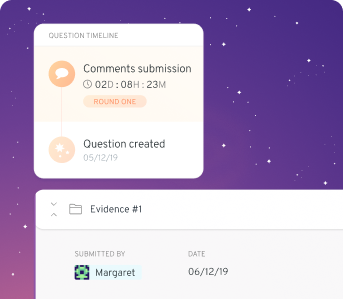 QUESTION TIMELINE
Comments submission
02D : 08H : 23M
ROUND ONE
Question created
05/12/19
Evidence #1
SUBMITTED BY
DATE
Margaret
06/12/19